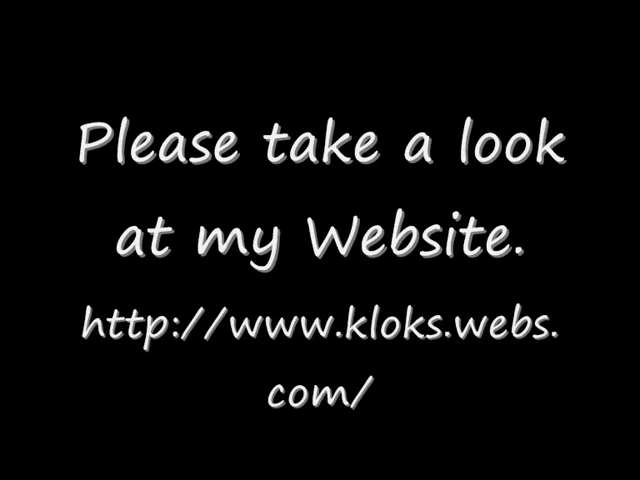 Please take a look
at my Website.
http://www.kloks.webs.
com/